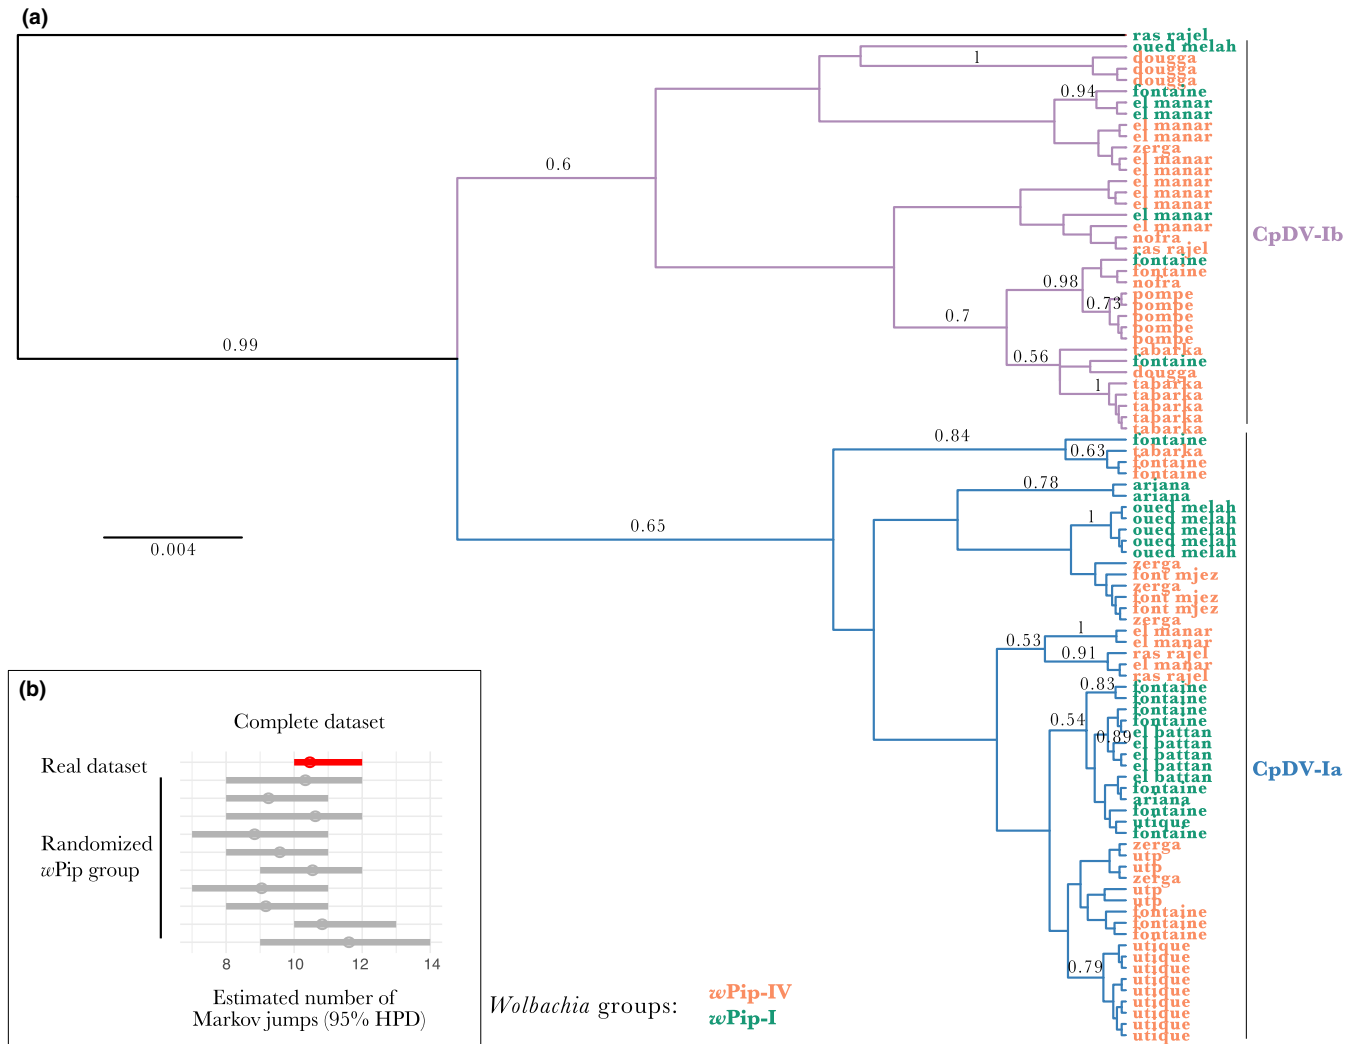 (a)
ras rajel
oued melah
dougga
dougga
dougga
1
fontaine
0.94
el manar
el manar
el manar
el manar
zerga
el manar
el manar
0.6
el manar
el manar
el manar
el manar
el manar
nofra
ras rajel
CpDV-Ib
fontaine
fontaine
nofra
0.98
pompe
pompe
pompe
pompe
pompe
0.73
0.7
tabarka
fontaine
dougga
0.56
tabarka
tabarka
tabarka
tabarka
tabarka
1
0.99
fontaine
tabarka
fontaine
fontaine
0.84
0.63
ariana
ariana
0.78
oued melah
oued melah
oued melah
oued melah
oued melah
1
0.65
0.004
zerga
font mjez
zerga
font mjez
font mjez
zerga
el manar
el manar
1
0.53
ras rajel
el manar
ras rajel
0.91
fontaine
fontaine
0.83
fontaine
fontaine
el battan
el battan
el battan
el battan
0.54
0.89
el battan
fontaine
ariana
fontaine
utique
fontaine
CpDV-Ia
zerga
utp
utp
zerga
utp
utp
fontaine
fontaine
fontaine
utique
utique
utique
utique
utique
utique
utique
utique
utique
0.79
(b)
Complete dataset
Real dataset
Randomized
wPip group
8 10 12 14
Estimated number of
Markov jumps (95% HPD)
Wolbachia groups:
wPip-IV
wPip-I